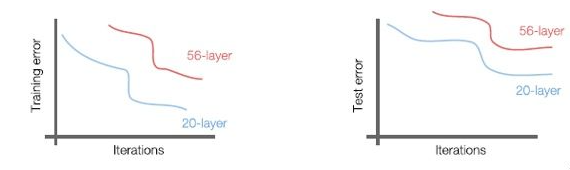 Training error
56-layer
20-layer
Iterations
Test error
56-layer
20-layer
Iterations